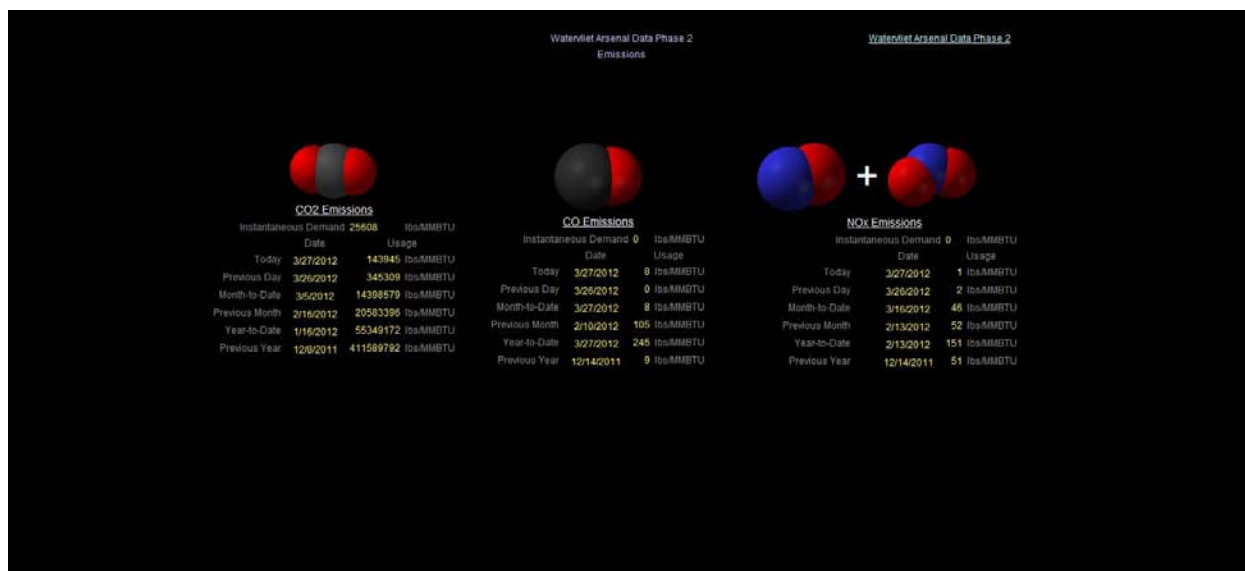 Watervliet Arsenal Data Phase 2
Emissions
Watervliet Arsenal Data Phase 2
+
CO2 Emissions
Instantaneous Demand 25608 lbs/MMBTU
Date Usage
Today 3/27/2012 143945 lbs/MMBTU
Previous Day 3/26/2012 345309 lbs/MMBTU
Month-to-Date 3/5/2012 14398579 lbs/MMBTU
Previous Month 2/16/2012 20583396 lbs/MMBTU
Year-to-Date 1/16/2012 55349172 lbs/MMBTU
Previous Year 12/8/2011 411589792 lbs/MMBTU
CO Emissions
Instantaneous Demand 0 lbs/MMBTU
Date Usage
Today 3/27/2012 8 lbs/MMBTU
Previous Day 3/26/2012 0 lbs/MMBTU
Month-to-Date 3/27/2012 8 lbs/MMBTU
Previous Month 2/10/2012 105 lbs/MMBTU
Year-to-Date 3/27/2012 245 lbs/MMBTU
Previous Year 12/14/2011 9 lbs/MMBTU
NOx Emissions
Instantaneous Demand 0 lbs/MMBTU
Date Usage
Today 3/27/2012 1 lbs/MMBTU
Previous Day 3/26/2012 2 lbs/MMBTU
Month-to-Date 3/16/2012 46 lbs/MMBTU
Previous Month 2/13/2012 52 lbs/MMBTU
Year-to-Date 2/13/2012 151 lbs/MMBTU
Previous Year 12/14/2011 51 lbs/MMBTU